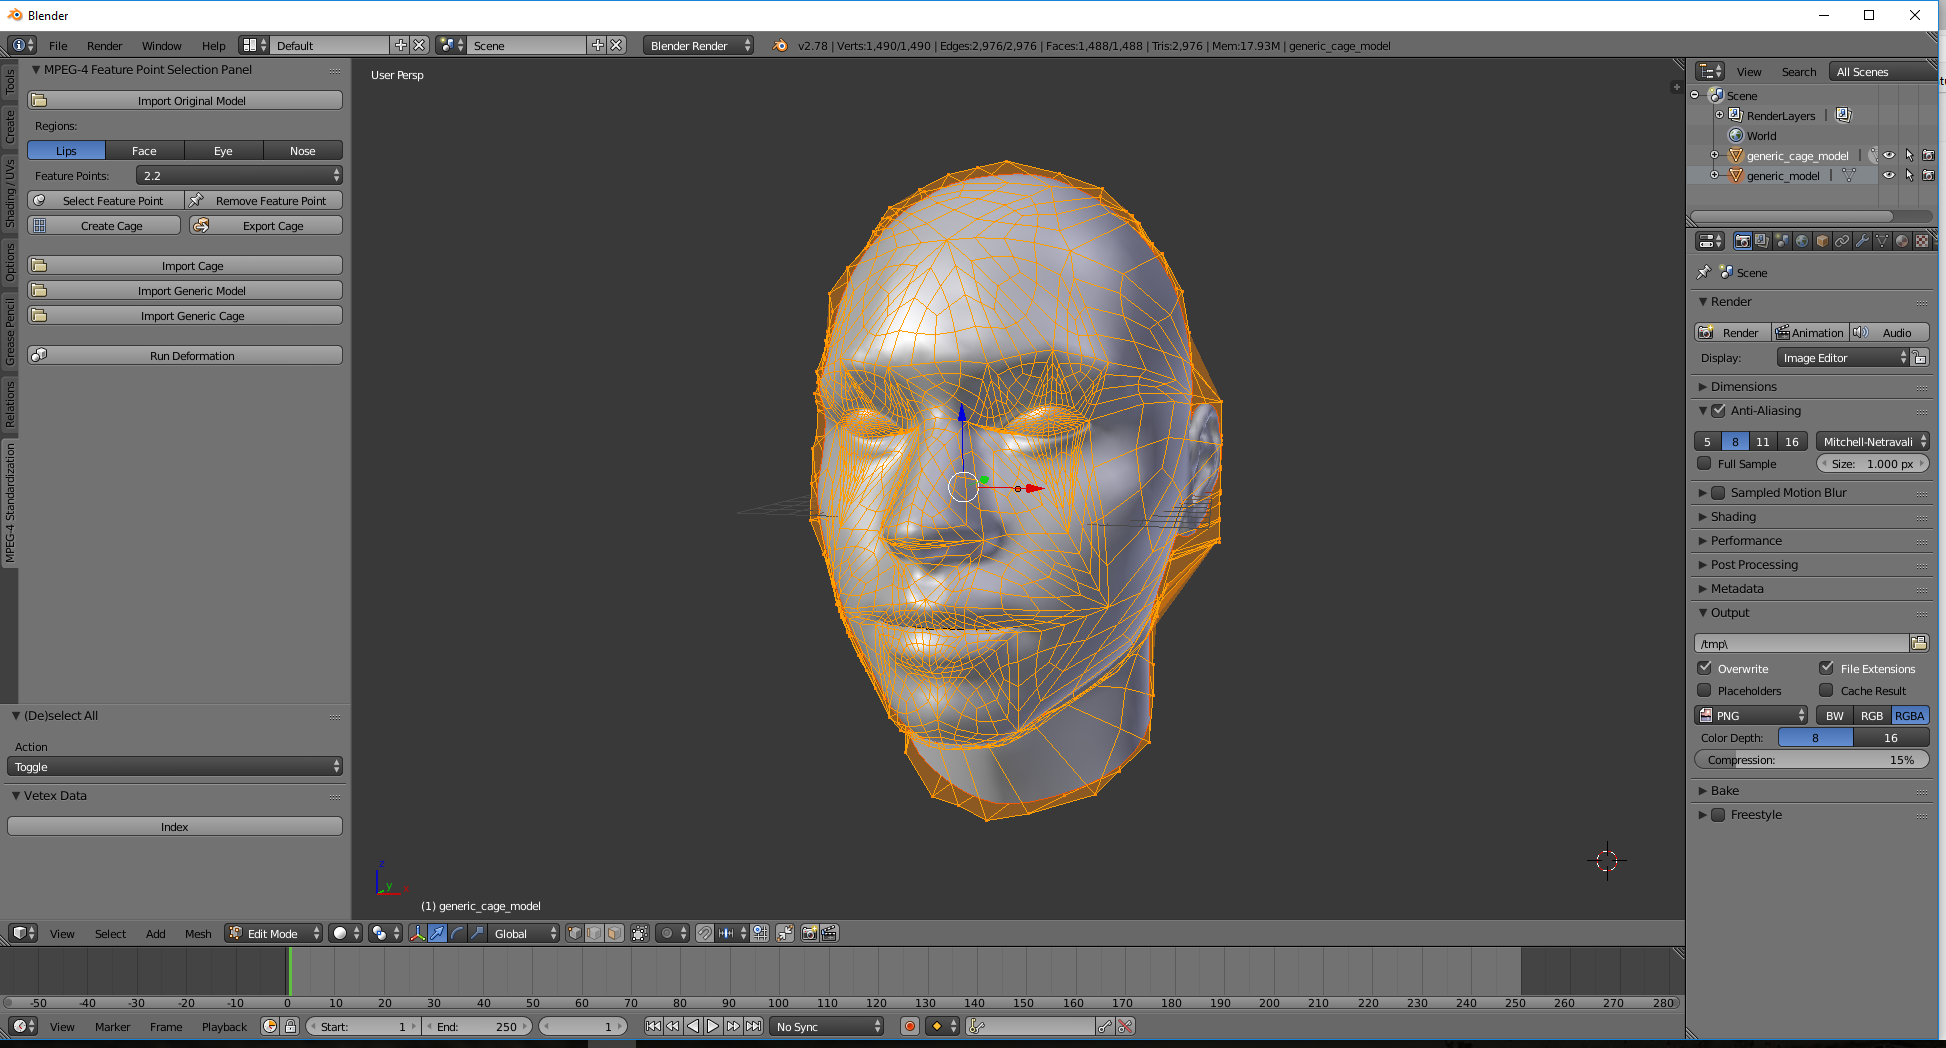 Blender
File Render Window Help Default Scene Blender Render v2.78 | Verts:1,490/1,490 | Edges:2,976/2,976 | Faces:1,488/1,488 | Tris:2,976 | Mem:17.93M | generic_cage_model
Tools
Create
Shading / UVs
Options
Grease Pencil
Relations
MPEG-4 Standardization
MPEG-4 Feature Point Selection Panel
Import Original Model
Regions:
Lips Face Eye Nose
Feature Points: 2.2
Select Feature Point Remove Feature Point
Create Cage Export Cage
Import Cage
Import Generic Model
Import Generic Cage
Run Deformation
(De)select All
Action
Toggle
Vetex Data
Index
User Persp
z
y
x
(1) generic_cage_model
View Select Add Mesh Edit Mode Global
-50 -40 -30 -20 -10 0 10 20 30 40 50 60 70 80 90 100 110 120 130 140 150 160 170 180 190 200 210 220 230 240 250 260 270 280
View Marker Frame Playback Start: 1 End: 250 1 No Sync
View Search All Scenes
Scene
RenderLayers
World
generic_cage_model
generic_model
Scene
Render
Render Animation Audio
Display: Image Editor
Dimensions
Anti-Aliasing
5 8 11 16 Mitchell-Netravali
Full Sample Size: 1.000 px
Sampled Motion Blur
Shading
Performance
Post Processing
Metadata
Output
/tmp\
Overwrite File Extensions
Placeholders Cache Result
PNG BW RGB RGBA
Color Depth: 8 16
Compression: 15%
Bake
Freestyle